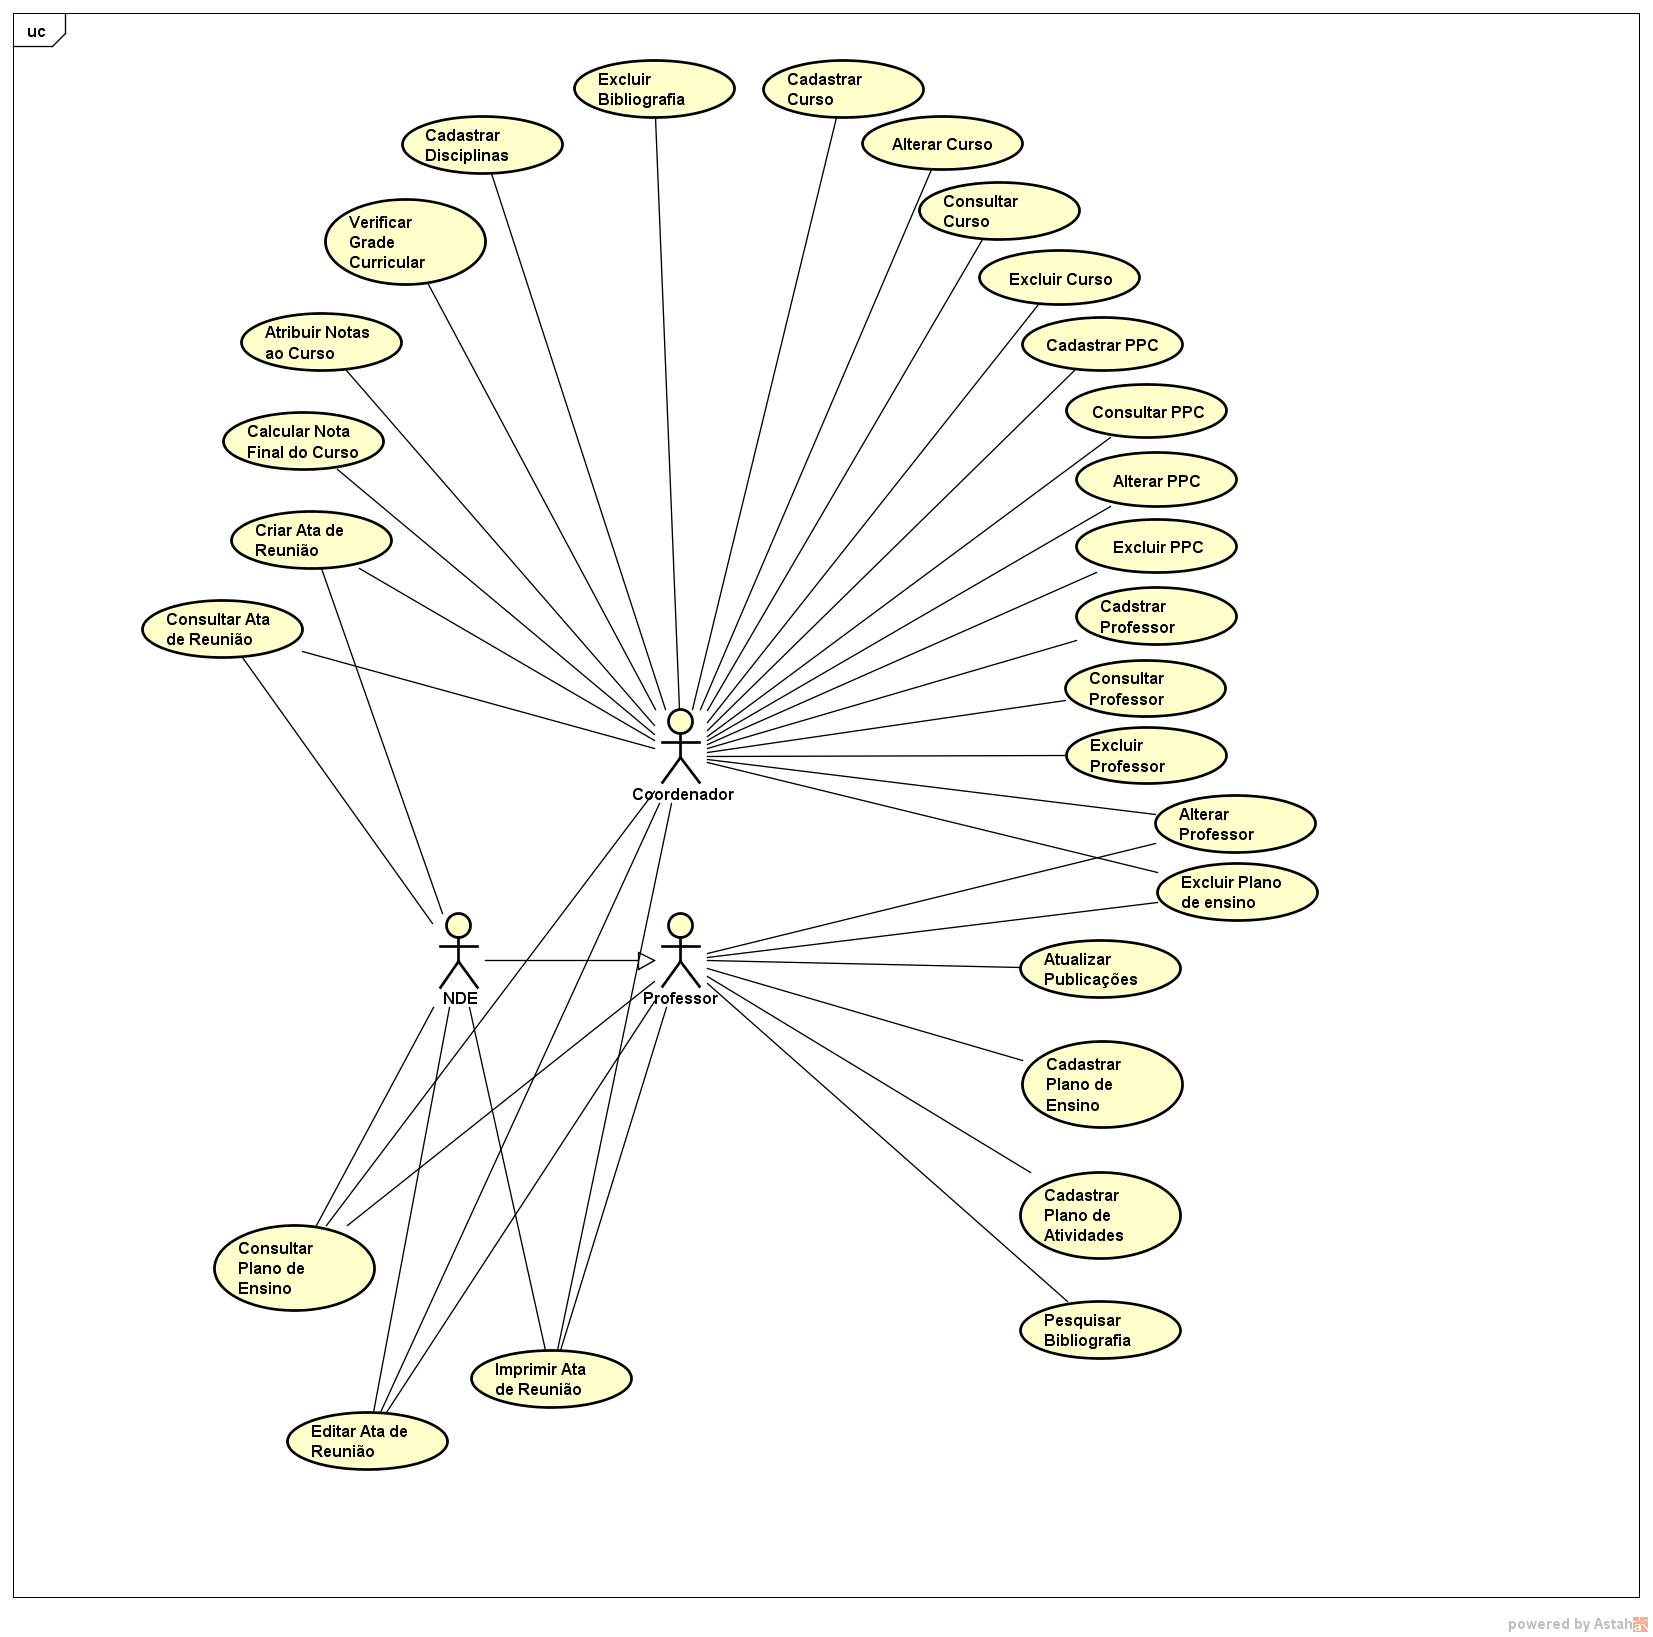 uc
Excluir
Bibliografia
Cadastrar
Curso
Cadastrar
Disciplinas
Alterar Curso
Verificar
Grade
Curricular
Consultar
Curso
Excluir Curso
Atribuir Notas
ao Curso
Cadastrar PPC
Consultar PPC
Calcular Nota
Final do Curso
Alterar PPC
Criar Ata de
Reunião
Excluir PPC
Consultar Ata
de Reunião
Cadstrar
Professor
Consultar
Professor
Excluir
Professor
Coordenador
Alterar
Professor
Excluir Plano
de ensino
NDE
Professor
Atualizar
Publicações
Cadastrar
Plano de
Ensino
Cadastrar
Plano de
Atividades
Consultar
Plano de
Ensino
Pesquisar
Bibliografia
Imprimir Ata
de Reunião
Editar Ata de
Reunião
powered by Astah